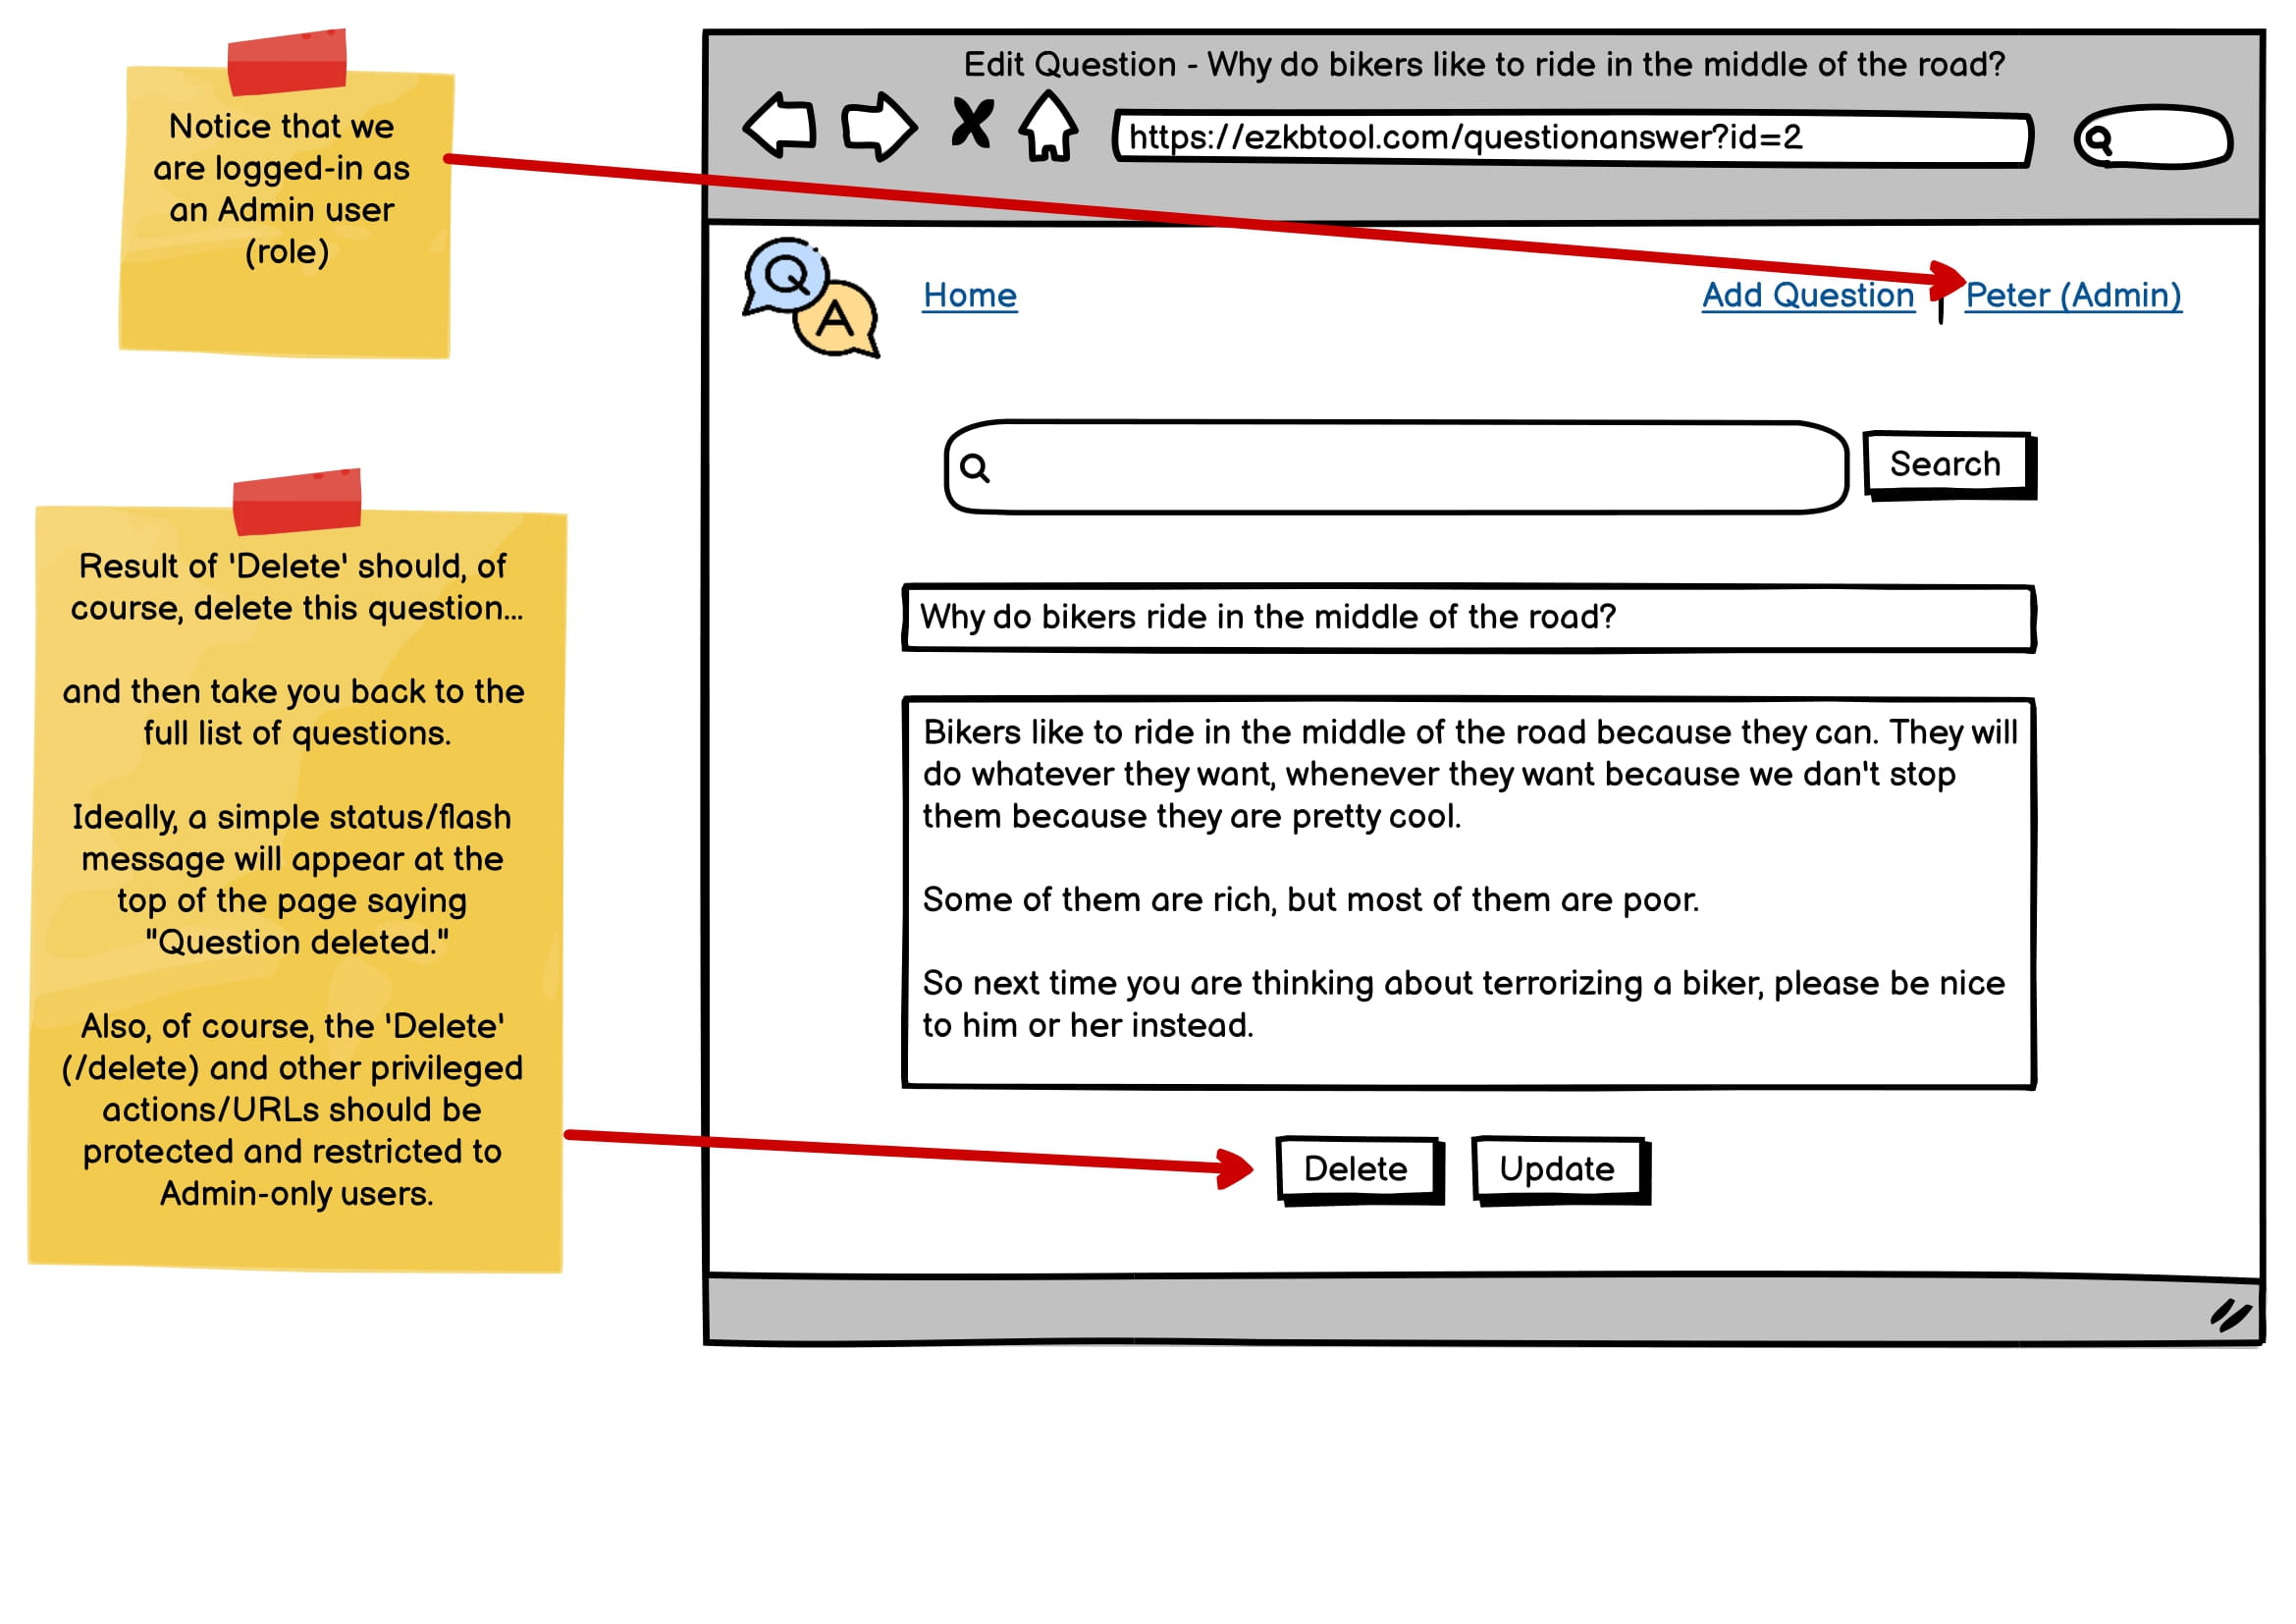 Notice that we
are logged-in as
an Admin user
(role)
Result of 'Delete' should, of
course, delete this question...
and then take you back to the
full list of questions.
Ideally, a simple status/flash
message will appear at the
top of the page saying
"Question deleted."
Also, of course, the 'Delete'
(/delete) and other privileged
actions/URLs should be
protected and restricted to
Admin-only users.
Edit Question - Why do bikers like to ride in the middle of the road?
https://ezkbtool.com/questionanswer?id=2
Q
A
Home
Add Question
Peter (Admin)
Search
Why do bikers ride in the middle of the road?
Bikers like to ride in the middle of the road because they can. They will
do whatever they want, whenever they want because we dan't stop
them because they are pretty cool.
Some of them are rich, but most of them are poor.
So next time you are thinking about terrorizing a biker, please be nice
to him or her instead.
Delete
Update